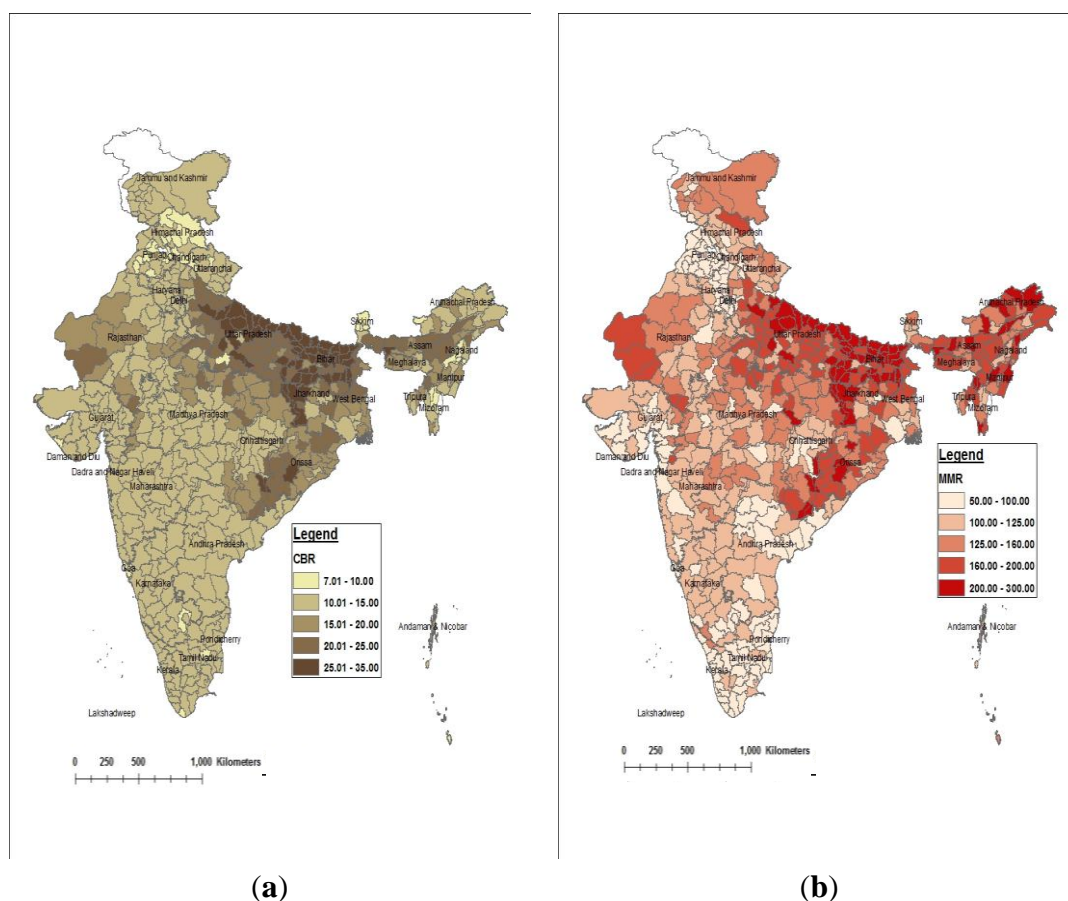 Jammu and Kashmir
Himachal Pradesh
Punjab
Chandigarh
Uttaranchal
Haryana
Delhi
Arunachal Pradesh
Sikkim
Rajasthan
Uttar Pradesh
Assam
Nagaland
Bihar
Meghalaya
Manipur
Jharkhand
West Bengal
Tripura
Mizoram
Gujarat
Madhya Pradesh
Chhattisgarh
Daman and Diu
Orissa
Dadra and Negar Haveli
Maharashtra
Andhra Pradesh
Goa
Karnataka
Andaman & Nicobar
Pondicherry
Tamil Nadu
Kerala
Lakshadweep
Legend
CBR
7.01 - 10.00
10.01 - 15.00
15.01 - 20.00
20.01 - 25.00
25.01 - 35.00
0 250 500 1,000 Kilometers
(a)
Jammu and Kashmir
Himachal Pradesh
Punjab
Chandigarh
Uttaranchal
Haryana
Delhi
Arunachal Pradesh
Sikkim
Rajasthan
Uttar Pradesh
Assam
Nagaland
Bihar
Meghalaya
Manipur
Jharkhand
West Bengal
Tripura
Mizoram
Gujarat
Madhya Pradesh
Chhattisgarh
Daman and Diu
Orissa
Dadra and Negar Haveli
Maharashtra
Andhra Pradesh
Goa
Karnataka
Andaman & Nicobar
Pondicherry
Tamil Nadu
Kerala
Lakshadweep
Legend
MMR
50.00 - 100.00
100.00 - 125.00
125.00 - 160.00
160.00 - 200.00
200.00 - 300.00
0 250 500 1,000 Kilometers
(b)